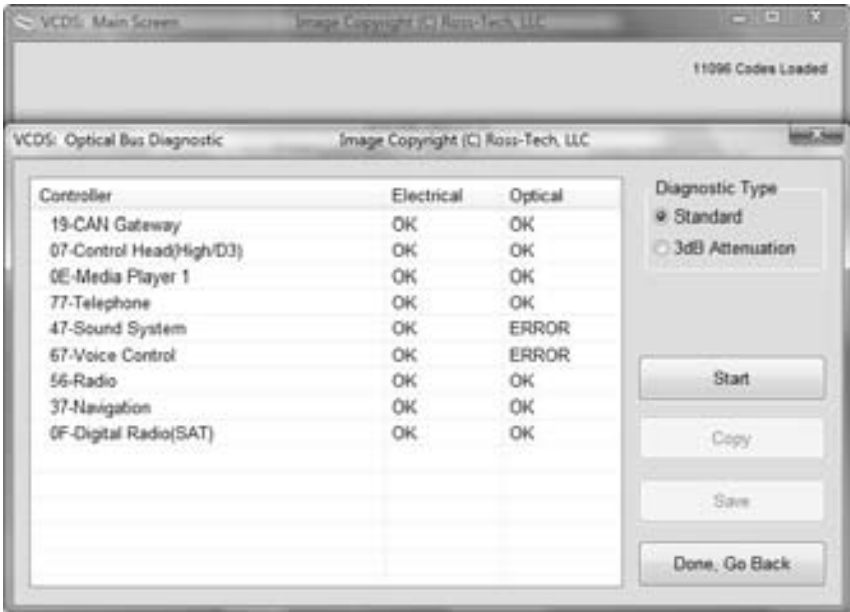 VCDS: Main Screen Image Copyright (C) Ross-Tech, LLC
11096 Codes Loaded
VCDS: Optical Bus Diagnostic Image Copyright (C) Ross-Tech, LLC
Controller Electrical Optical
19-CAN Gateway OK OK
07-Control Head(High/D3) OK OK
0E-Media Player 1 OK OK
77-Telephone OK OK
47-Sound System OK ERROR
67-Voice Control OK ERROR
56-Radio OK OK
37-Navigation OK OK
0F-Digital Radio(SAT) OK OK
Diagnostic Type
Standard
3dB Attenuation
Start
Copy
Save
Done, Go Back